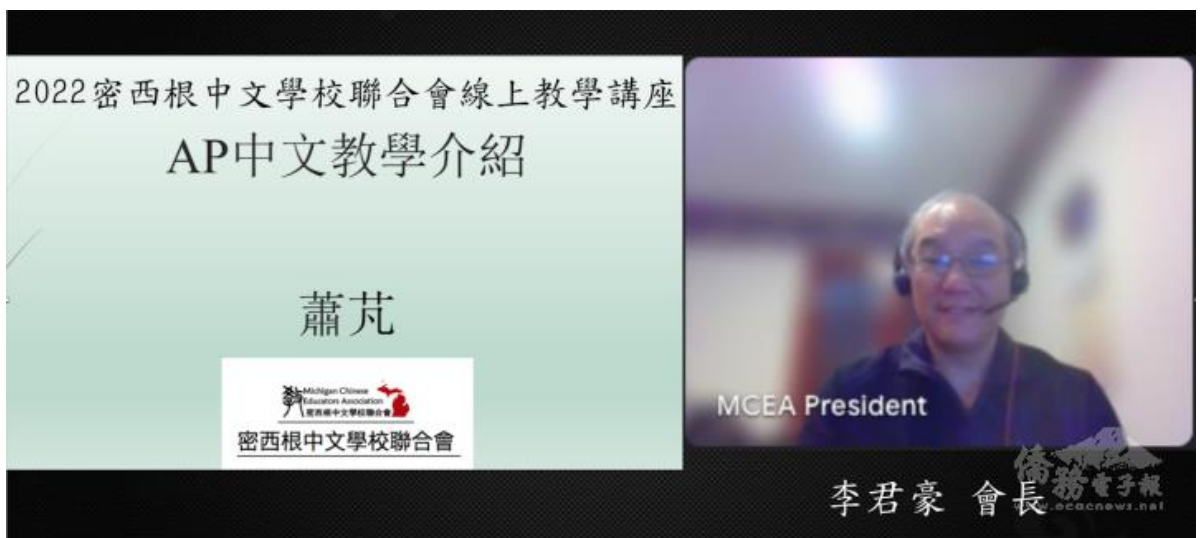 2022密西根中文學校聯合會線上教學講座
AP中文教學介紹
蕭芃
Michigan Chinese
Educators Association
密西根中文學校聯合會
密西根中文學校聯合會
MCEA President
李君豪 會長
僑務電子報
www.ocacnews.net